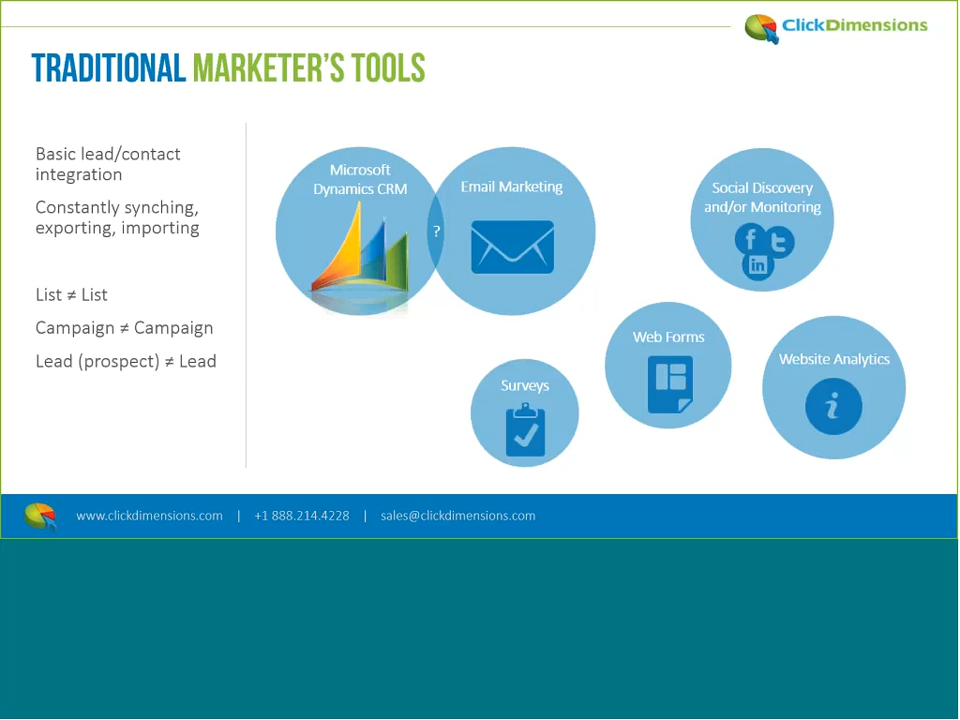 ClickDimensions
TRADITIONAL MARKETER'S TOOLS
Basic lead/contact
integration
Constantly synching,
exporting, importing
List ≠ List
Campaign ≠ Campaign
Lead (prospect) ≠ Lead
Microsoft
Dynamics CRM
?
Email Marketing
Social Discovery
and/or Monitoring
f
t
in
Web Forms
Website Analytics
i
Surveys
www.clickdimensions.com | +1 888.214.4228 | sales@clickdimensions.com